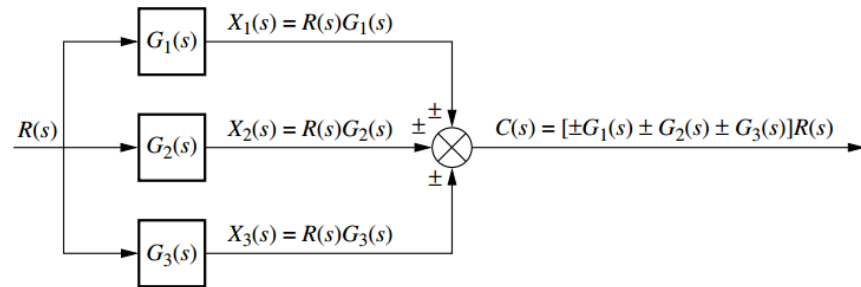 G₁(s)
X₁(s) = R(s)G₁(s)
±
R(s)
G₂(s)
X₂(s) = R(s)G₂(s)
±
C(s) = [±G₁(s) ± G₂(s) ± G₃(s)]R(s)
±
G₃(s)
X₃(s) = R(s)G₃(s)